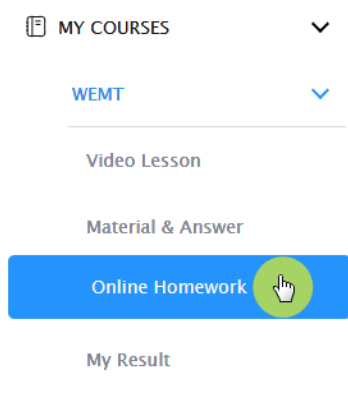 MY COURSES
WEMT
Video Lesson
Material & Answer
Online Homework
My Result